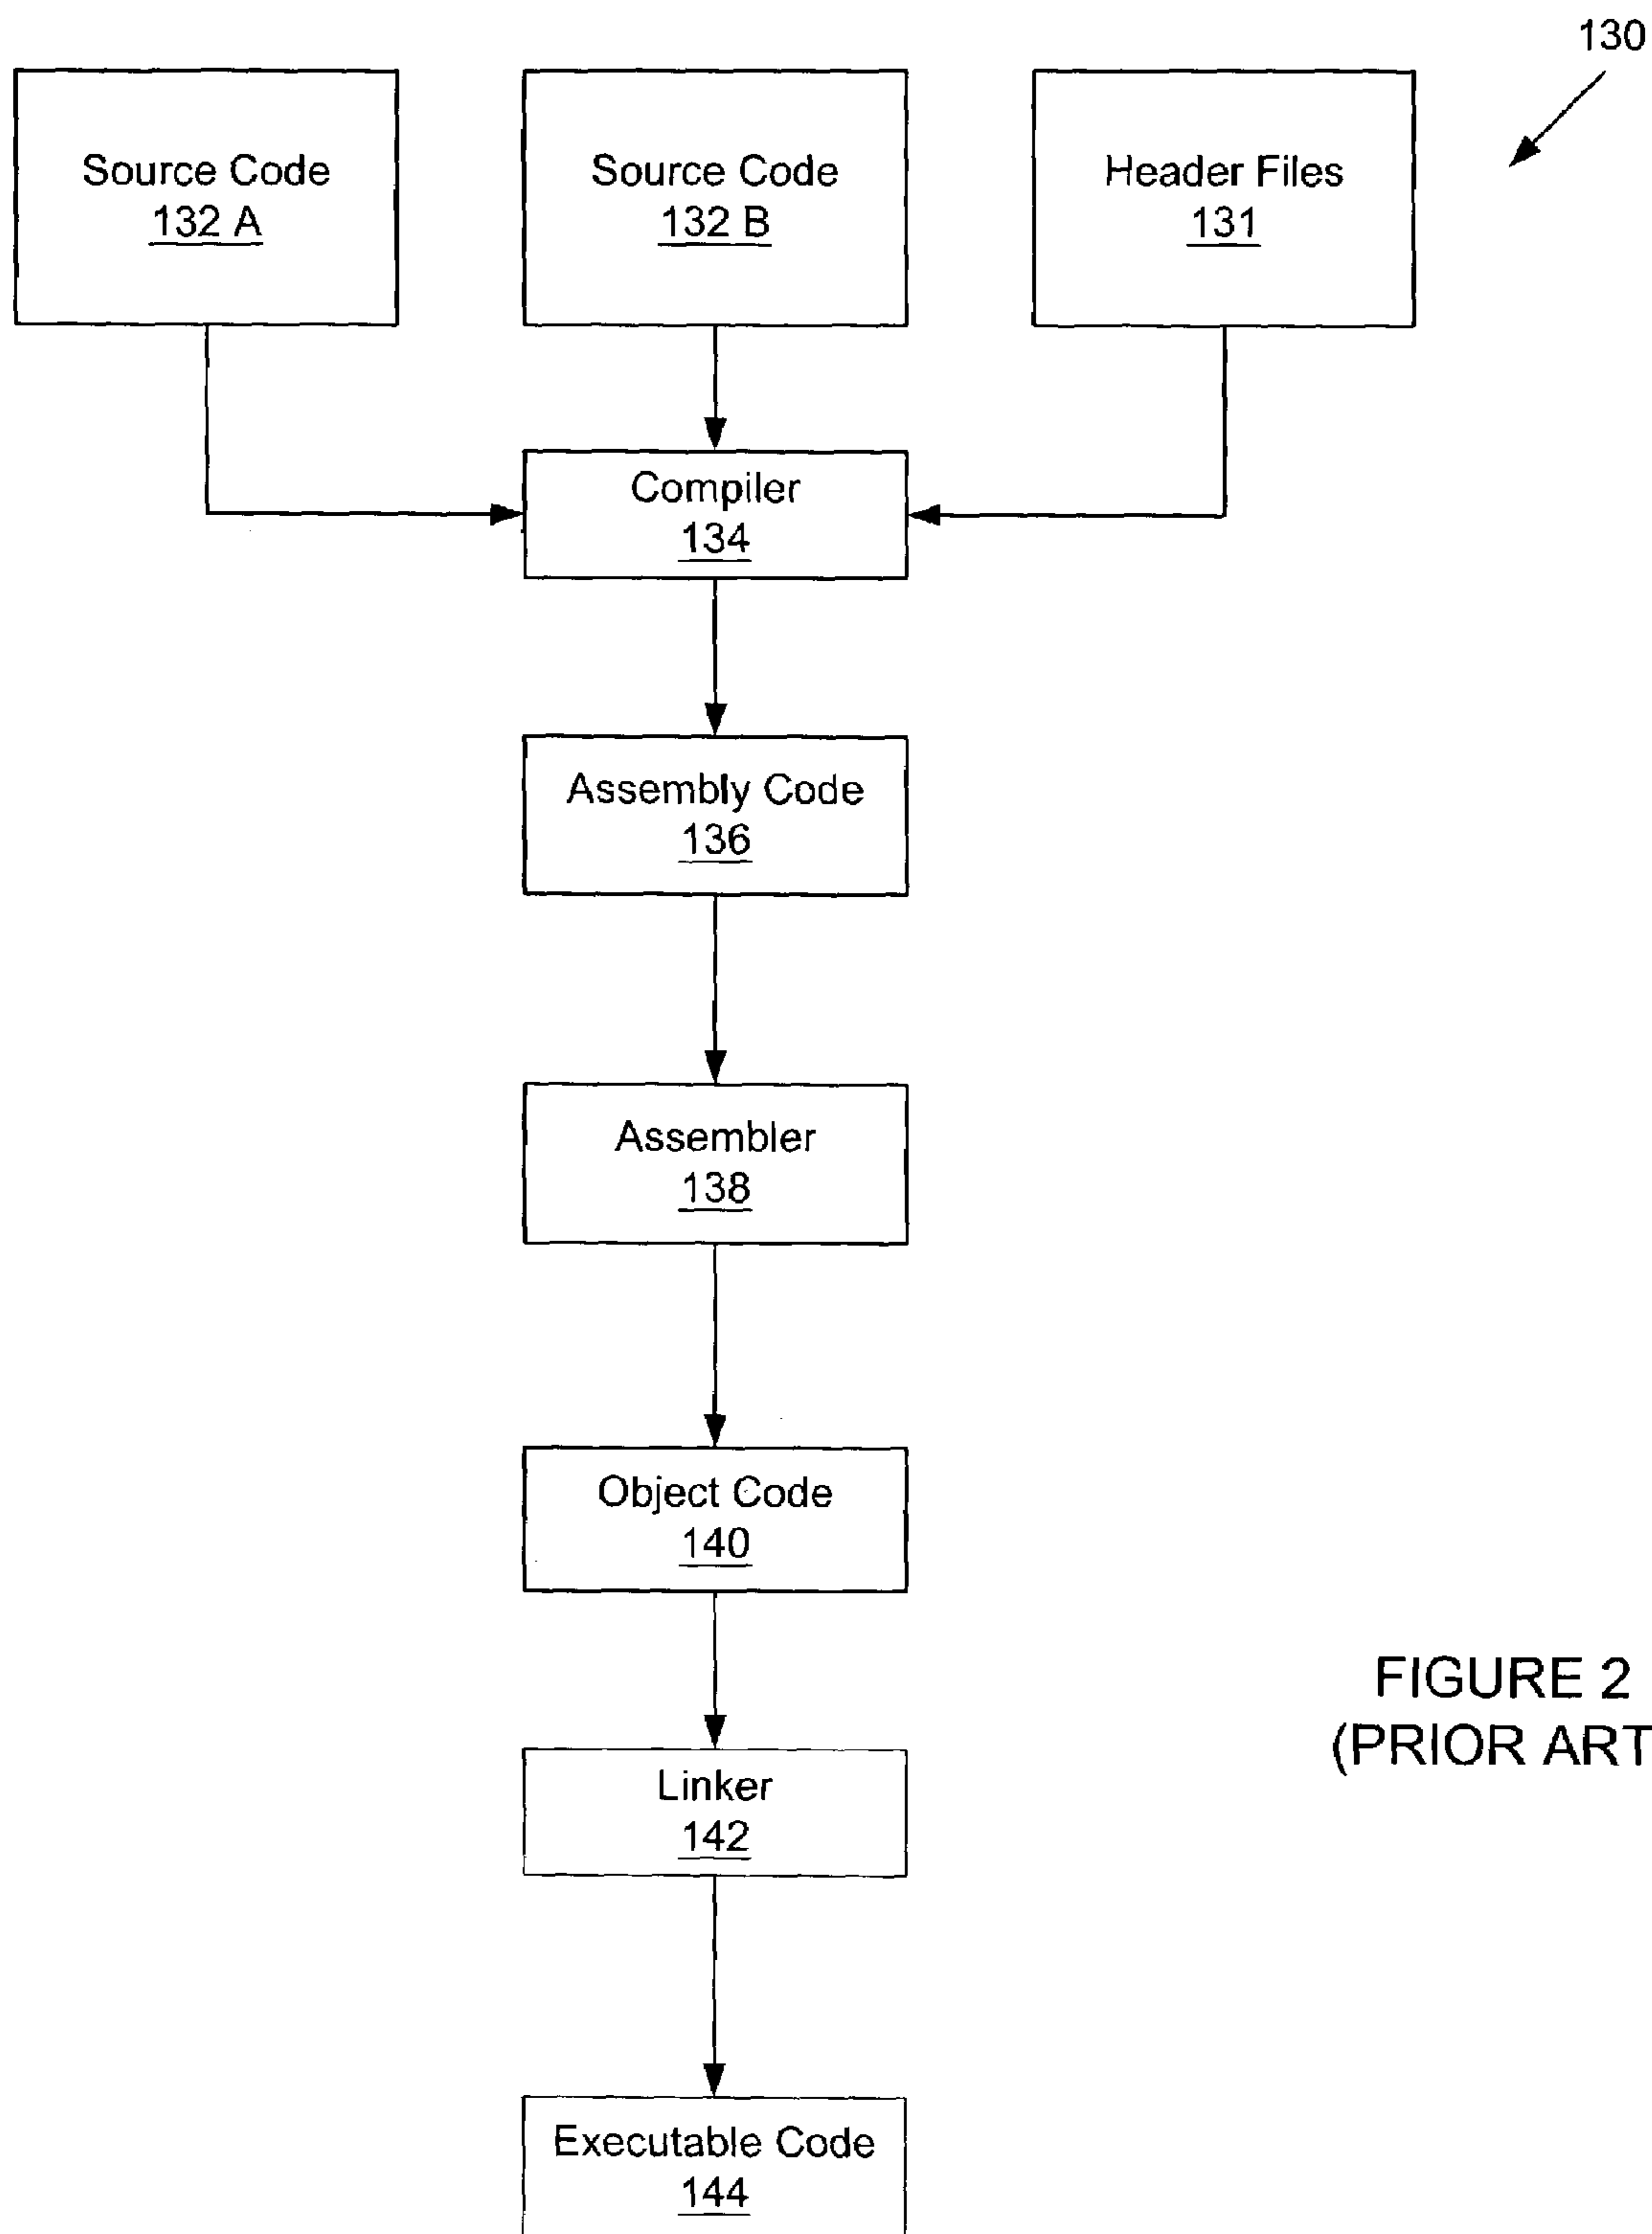 130
Source Code
132 A
Source Code
132 B
Header Files
131
Compiler
134
Assembly Code
136
Assembler
138
Object Code
140
Linker
142
Executable Code
144
FIGURE 2
(PRIOR ART